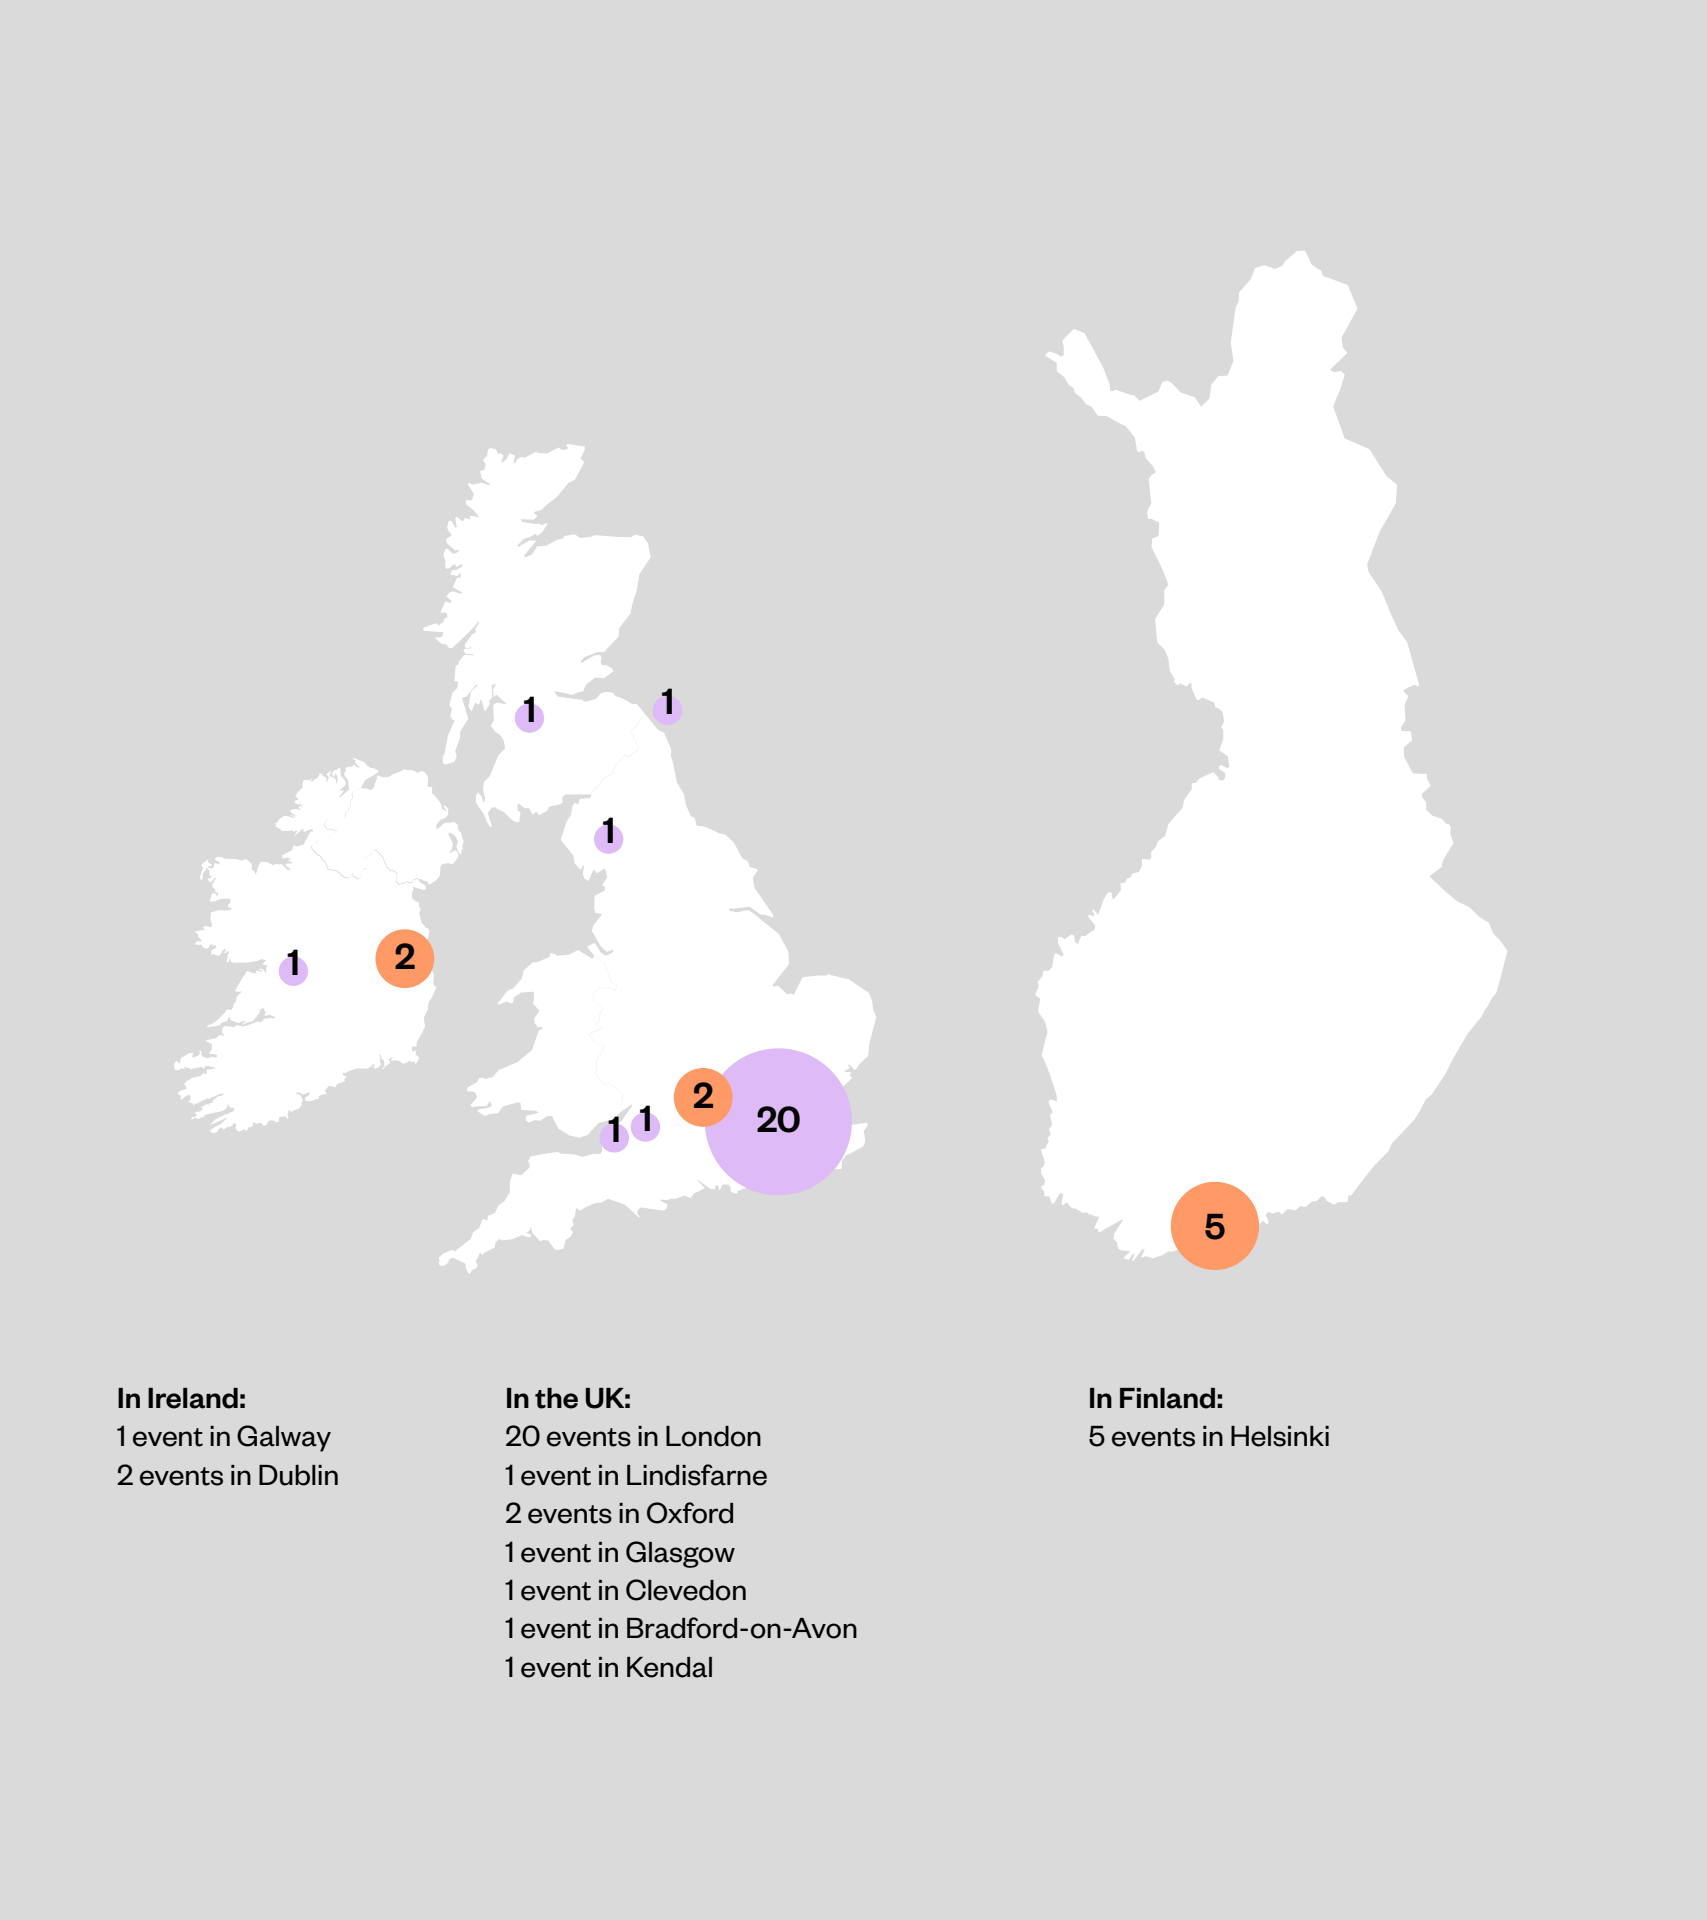 1
1
1
1
2
2
1
1
20
5
In Ireland:
1 event in Galway
2 events in Dublin
In the UK:
20 events in London
1 event in Lindisfarne
2 events in Oxford
1 event in Glasgow
1 event in Clevedon
1 event in Bradford-on-Avon
1 event in Kendal
In Finland:
5 events in Helsinki